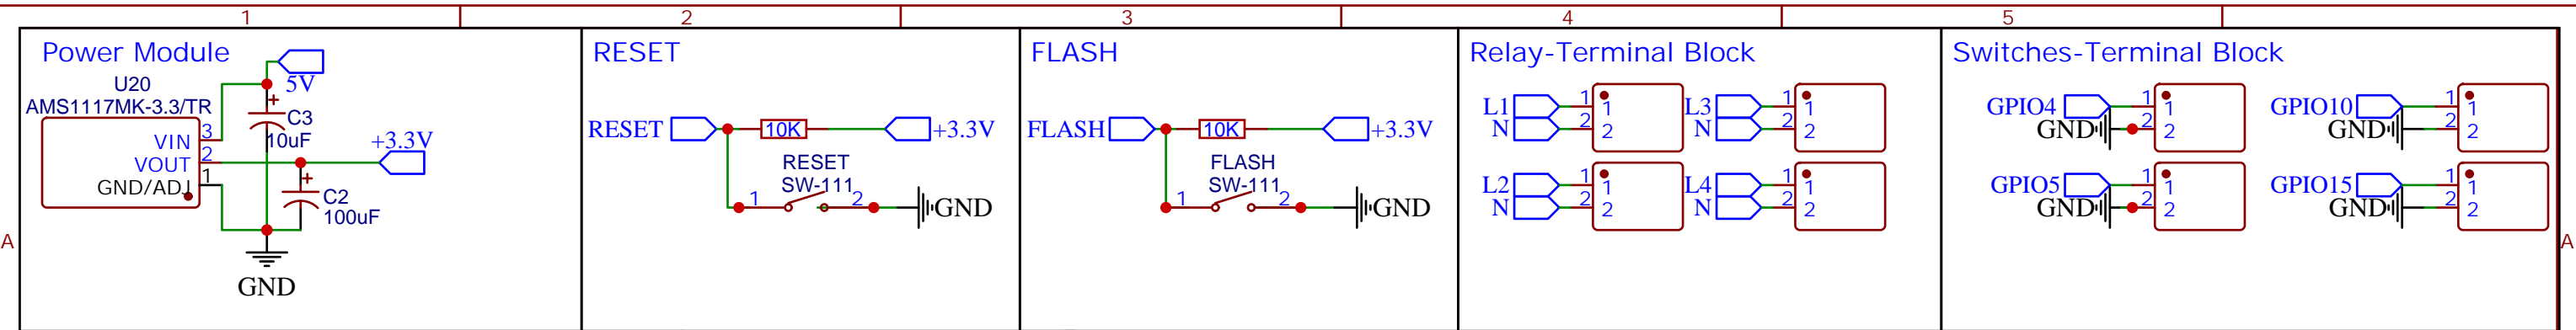 1 2 3 4 5
Power Module
U20
AMS1117MK-3.3/TR
5V
+
C3
10uF
VIN 3
VOUT 2
GND/ADJ 1
+3.3V
+
C2
100uF
GND
A
RESET
RESET 10K +3.3V
RESET
SW-111
1 2 GND
FLASH
FLASH 10K +3.3V
FLASH
SW-111
1 2 GND
Relay-Terminal Block
L1 1 1
N 2 2
L3 1 1
N 2 2
L2 1 1
N 2 2
L4 1 1
N 2 2
Switches-Terminal Block
GPIO4 1 1
GND 2 2
GPIO10 1 1
GND 2 2
GPIO5 1 1
GND 2 2
GPIO15 1 1
GND 2 2
A